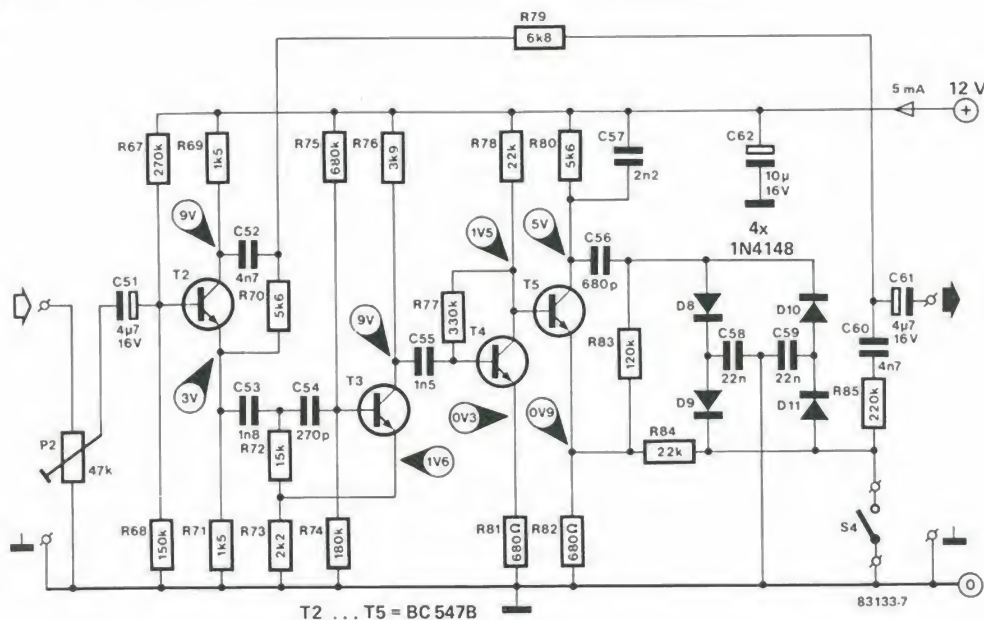 R79
6k8
5 mA
12 V
+
R67
270k
R69
1k5
R75
680k
R76
3k9
R78
22k
R80
5k6
C57
2n2
C62
10µ
16V
9V
C52
4n7
1V5
5V
4x
1N4148
C51
4µ7
16V
T2
R70
5k6
R77
330k
T5
C56
680p
D8
D10
C61
4µ7
16V
9V
C55
1n5
T4
R83
120k
C58
22n
C59
22n
C60
4n7
3V
C53
1n8
C54
270p
T3
0V3
0V9
D9
D11
R85
220k
P2
47k
R72
15k
1V6
R84
22k
R68
150k
R71
1k5
R73
2k2
R74
180k
R81
680Ω
R82
680Ω
S4
0
83133-7
T2 ... T5 = BC 547B